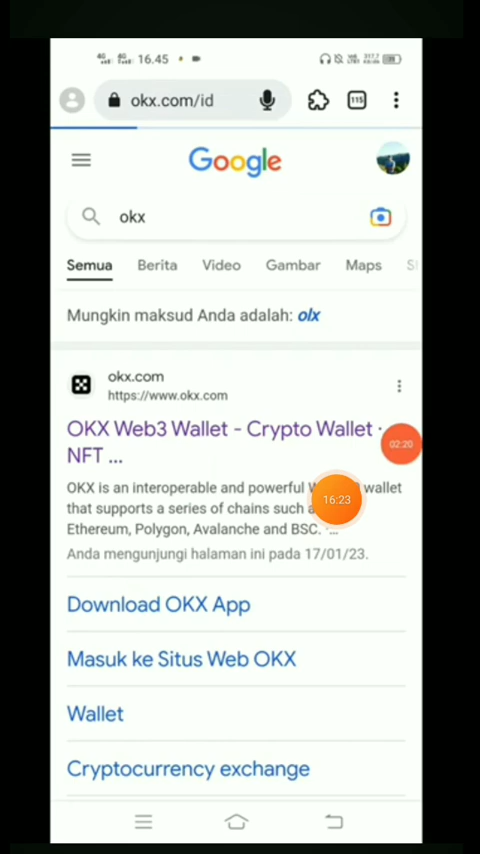 16.45
okx.com/id
115
Google
okx
Semua Berita Video Gambar Maps
Mungkin maksud Anda adalah: olx
okx.com
https://www.okx.com
OKX Web3 Wallet - Crypto Wallet ·
NFT ...
02:20
OKX is an interoperable and powerful wallet
16:23
that supports a series of chains such
Ethereum, Polygon, Avalanche and BSC. ·...
Anda mengunjungi halaman ini pada 17/01/23.
Download OKX App
Masuk ke Situs Web OKX
Wallet
Cryptocurrency exchange